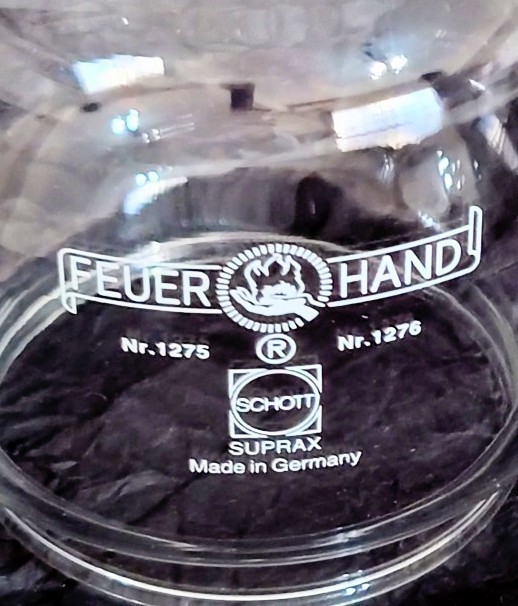 FEUER HAND
Nr.1275 ® Nr.1276
SCHOTT
SUPRAX
Made in Germany